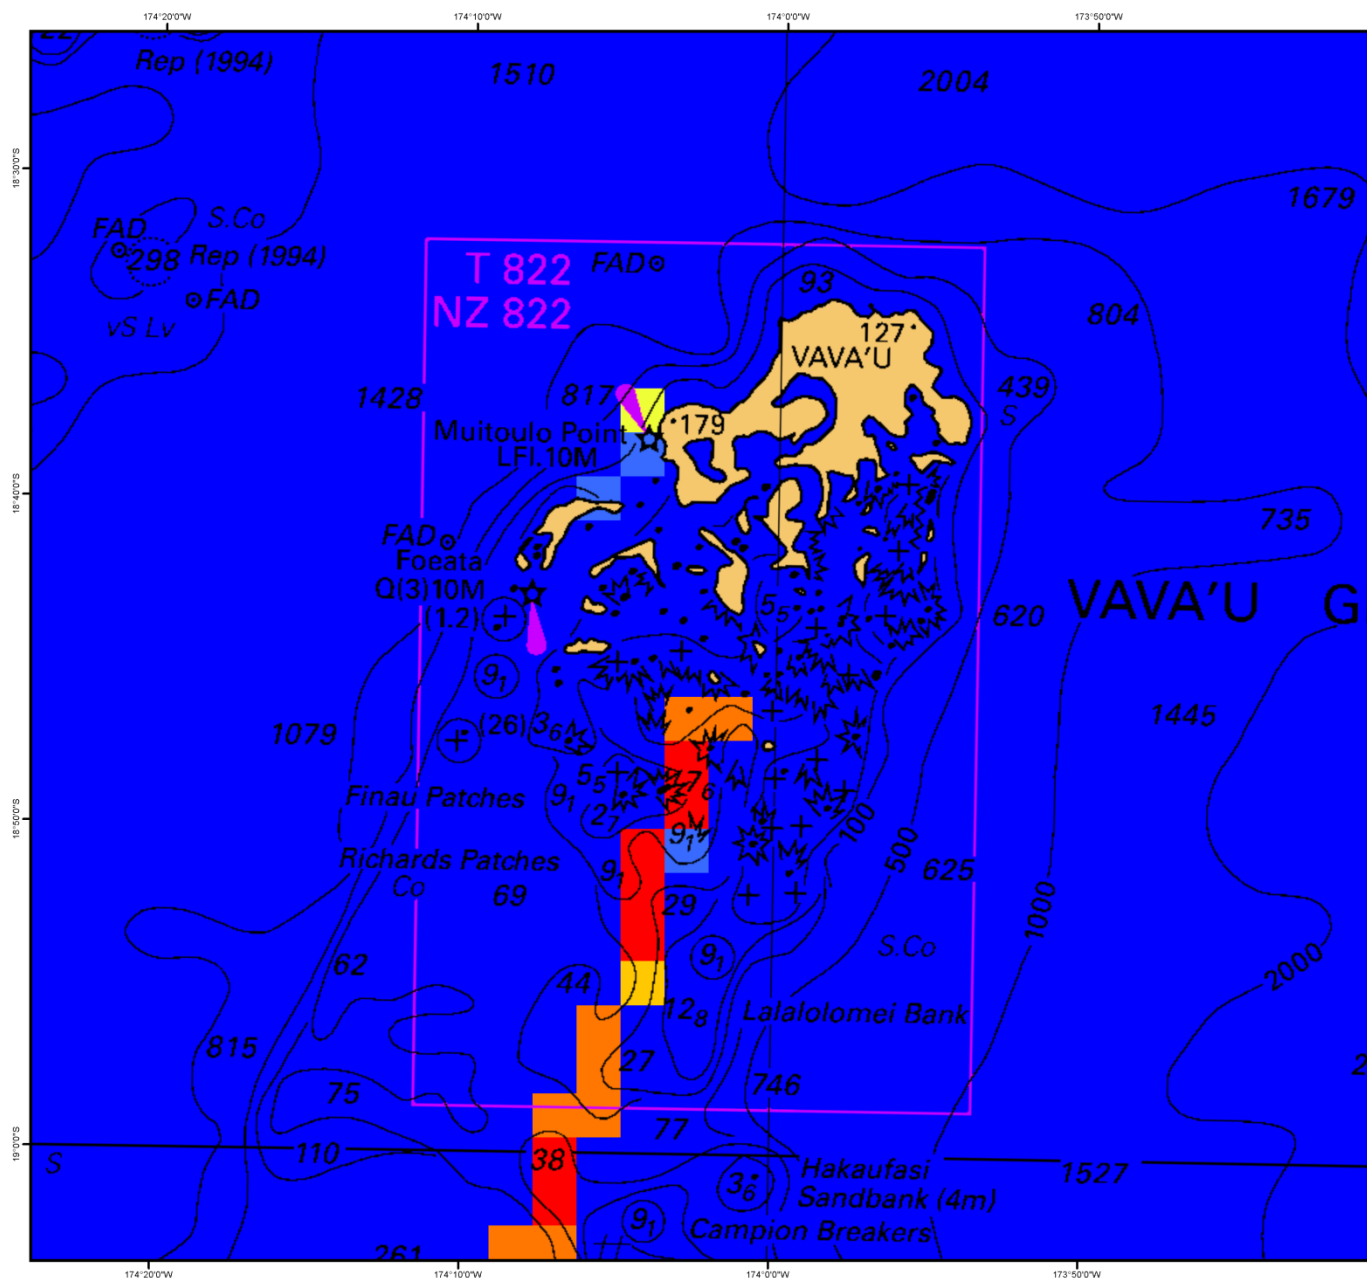 174°20'0"W 174°10'0"W 174°0'0"W 173°50'0"W
22
Rep (1994)
1510
2004
18°30'0"S
1679
S.Co
FAD
298 Rep (1994)
FAD
vS Lv
T 822 FAD
NZ 822
93
804
127
VAVA'U
439
S
1428
817
179
Muitoulo Point
LFl.10M
18°40'0"S
735
FAD
Foeata
Q(3)10M
(1.2)
5₅
620
VAVA'U G
9₁
1079
(26) 3₆
1445
5₅
7₆
9₁
2₇
Finau Patches
18°50'0"S
100
9₁
500
Richards Patches
Co
69
9₁
625
29
1000
S.Co
9₁
62
44
2000
12₈
Lalalolomei Bank
815
27
2
75
746
77
19°0'0"S
110
38
S
Hakaufasi
1527
3₆
Sandbank (4m)
9₁
Campion Breakers
261
174°20'0"W 174°10'0"W 174°0'0"W 173°50'0"W